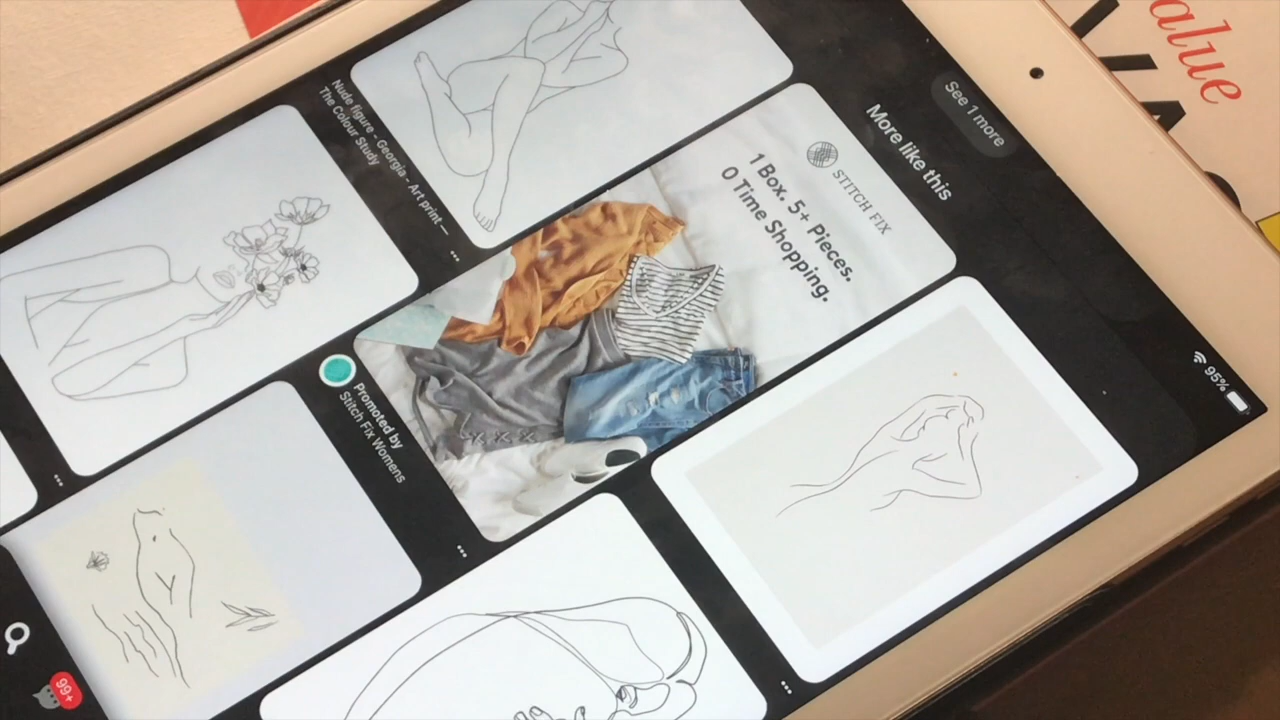 alue
95%
See 1 more
More like this
STITCH FIX
1 Box. 5+ Pieces.
0 Time Shopping.
Nude figure – Georgia – Art print —
The Colour Study
Promoted by
Stitch Fix Womens
99+